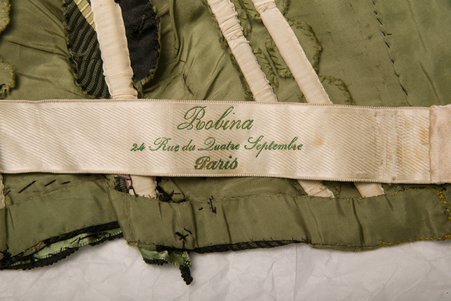 Robina
24 Rue du Quatre Septembre
Paris